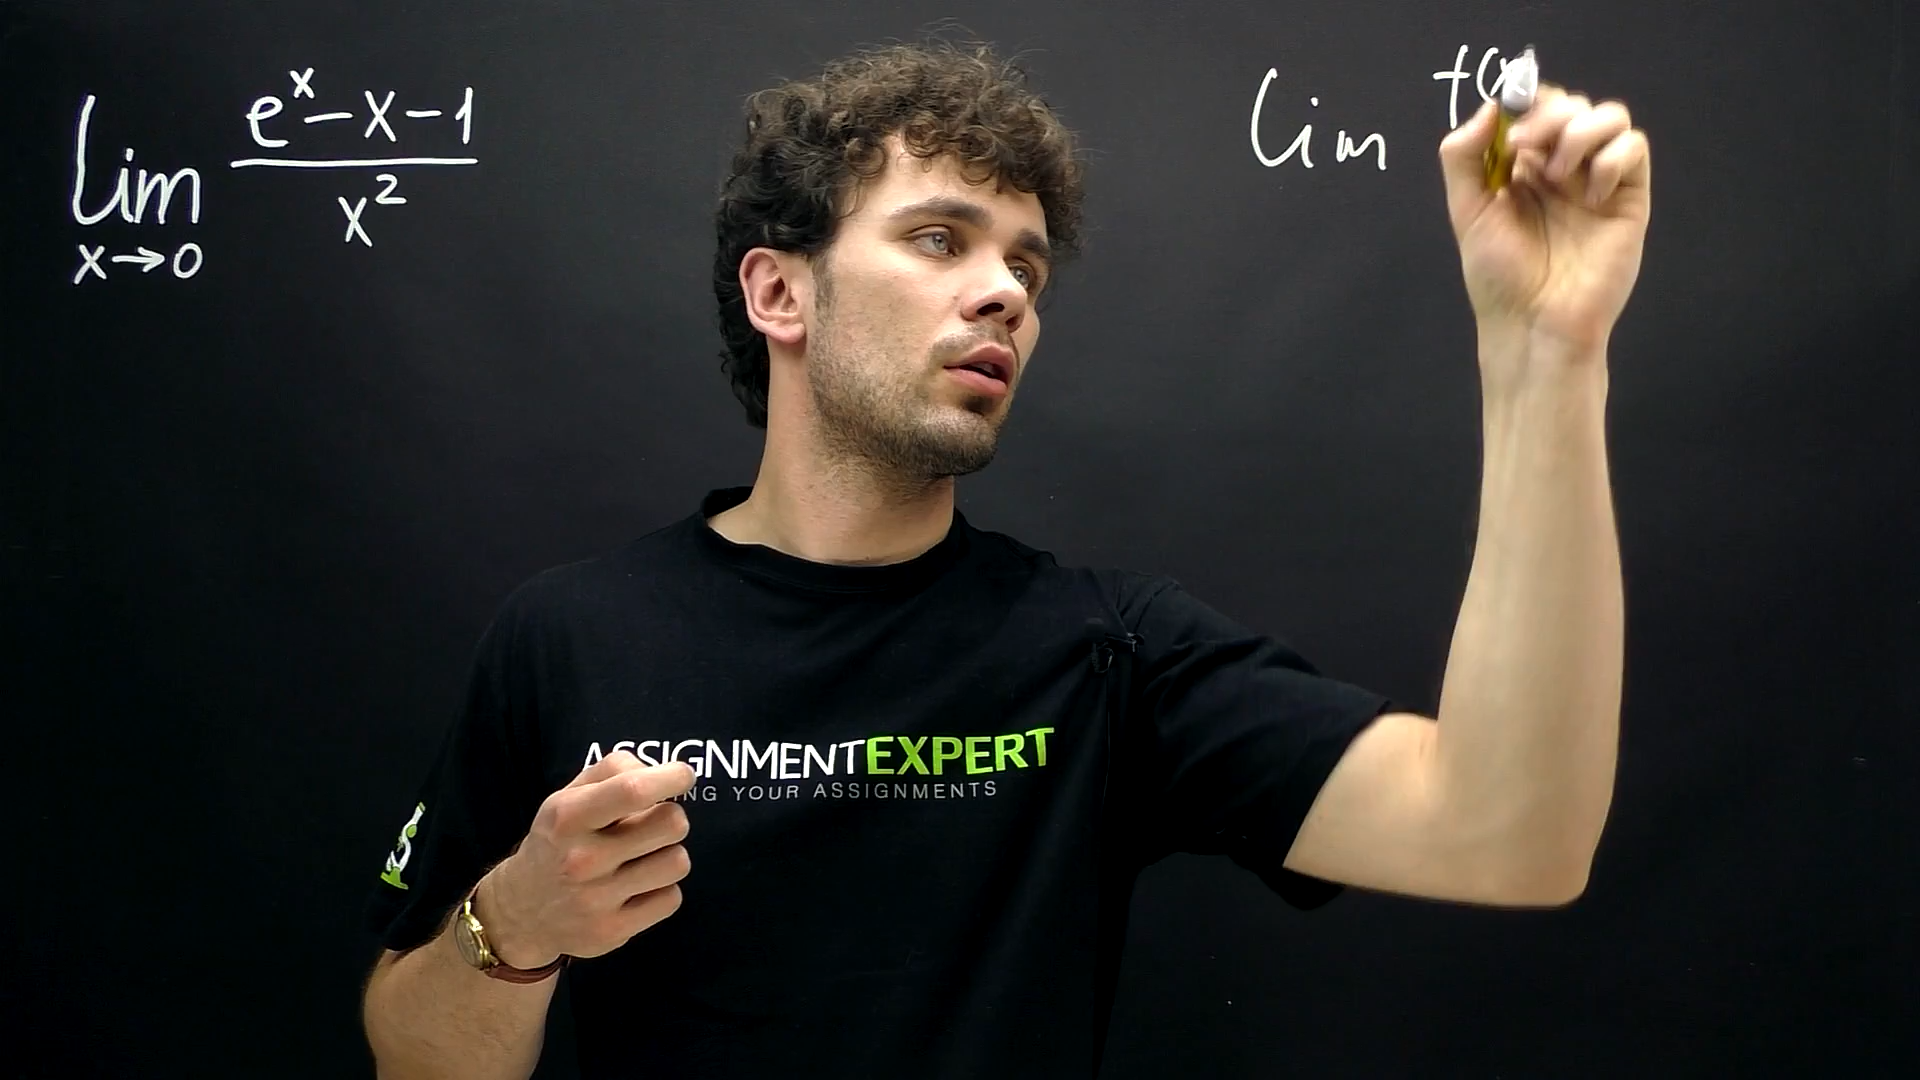 lim e^x-x-1 / x^2
x→0
lim f(x
ASSIGNMENTEXPERT
YOUR ASSIGNMENTS